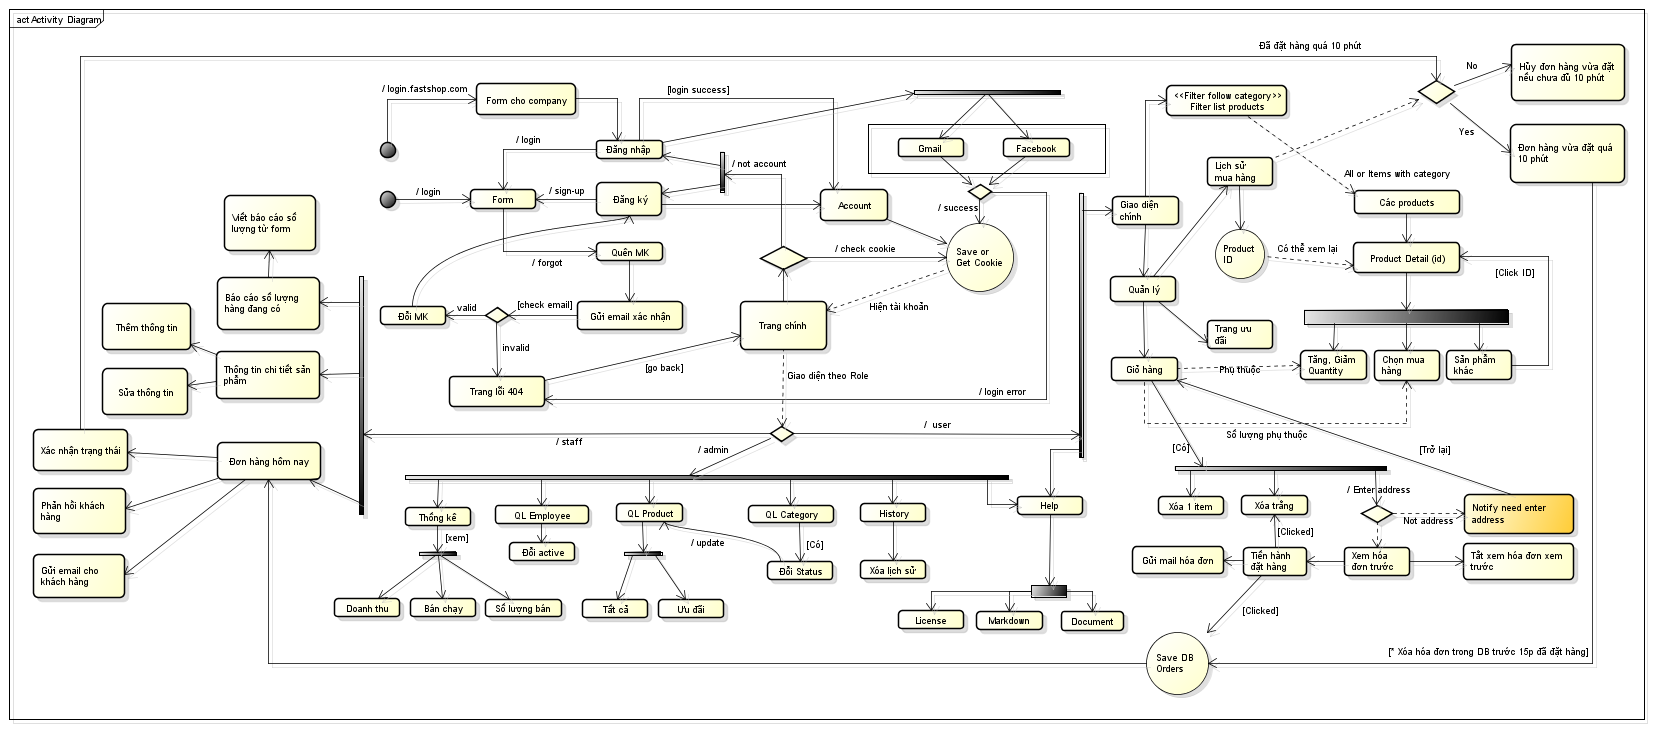 act Activity Diagram
Đã đặt hàng quá 10 phút
No
Hủy đơn hàng vừa đặt
nếu chưa đủ 10 phút
/ login.fastshop.com
Form cho company
[login success]
<<Filter follow category>>
Filter list products
Yes
Đơn hàng vừa đặt quá
10 phút
/ login
Đăng nhập
Gmail
Facebook
/ not account
Lịch sử
mua hàng
All or Items with category
/ login
Form
/ sign-up
Đăng ký
Account
/ success
Giao diện
chính
Các products
Viết báo cáo số
lượng từ form
Quên MK
/ forgot
/ check cookie
Save or
Get Cookie
Product
ID
Có thể xem lại
Product Detail (id)
[Click ID]
Báo cáo số lượng
hàng đang có
Quản lý
Đổi MK
valid
[check email]
Gửi email xác nhận
Trang chính
Hiện tài khoản
Thêm thông tin
Trang ưu
đãi
invalid
Thông tin chi tiết sản
phẩm
[go back]
Giao diện theo Role
Giỏ hàng
Phụ thuộc
Tăng, Giảm
Quantity
Chọn mua
hàng
Sản phẩm
khác
Sửa thông tin
Trang lỗi 404
/ login error
/ staff
/ user
Số lượng phụ thuộc
Xác nhận trạng thái
Đơn hàng hôm nay
/ admin
[Có]
[Trở lại]
Phản hồi khách
hàng
Thống kê
QL Employee
QL Product
QL Category
History
Help
/ Enter address
Xóa 1 item
Xóa trắng
Notify need enter
address
Not address
[xem]
Đổi active
/ update
[Có]
[Clicked]
Gửi email cho
khách hàng
Đổi Status
Xóa lịch sử
Gửi mail hóa đơn
Tiến hành
đặt hàng
Xem hóa
đơn trước
Tắt xem hóa đơn xem
trước
Doanh thu
Bán chạy
Số lượng bán
Tất cả
Ưu đãi
License
Markdown
Document
[Clicked]
Save DB
Orders
[* Xóa hóa đơn trong DB trước 15p đã đặt hàng]